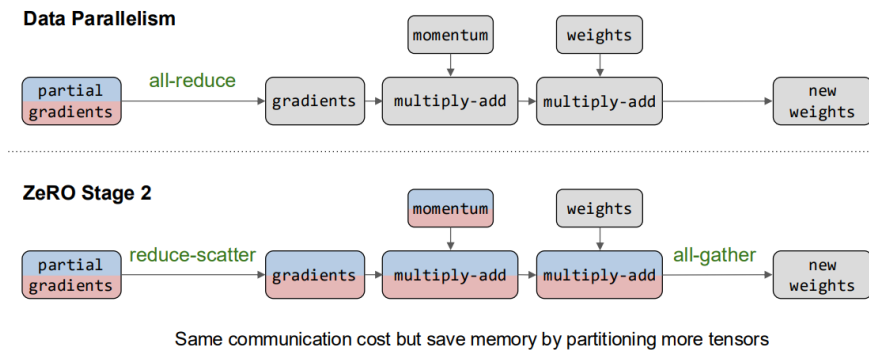 Data Parallelism
momentum
weights
partial
gradients
all-reduce
gradients
multiply-add
multiply-add
new
weights
ZeRO Stage 2
momentum
weights
partial
gradients
reduce-scatter
gradients
multiply-add
multiply-add
all-gather
new
weights
Same communication cost but save memory by partitioning more tensors